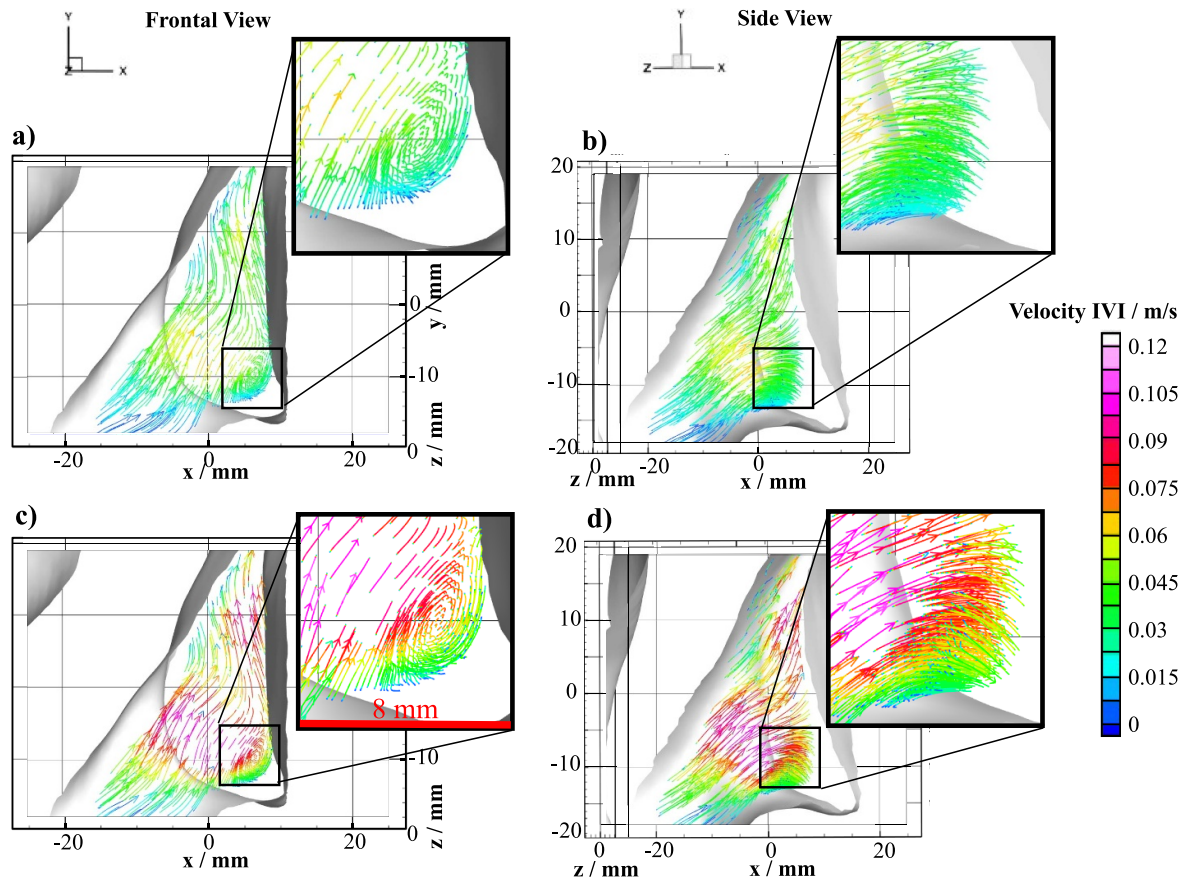 Frontal View
Side View
Y
Z
X
Y
Z
X
a)
b)
20
10
0
-10
-20
y / mm
0
-10
z / mm
0
-20
0
20
x / mm
0
-20
0
20
z / mm
x / mm
Velocity IVI / m/s
0.12
0.105
0.09
0.075
0.06
0.045
0.03
0.015
0
c)
d)
8 mm
20
10
0
-10
-20
-10
z / mm
0
-20
0
20
x / mm
0
-20
0
20
z / mm
x / mm